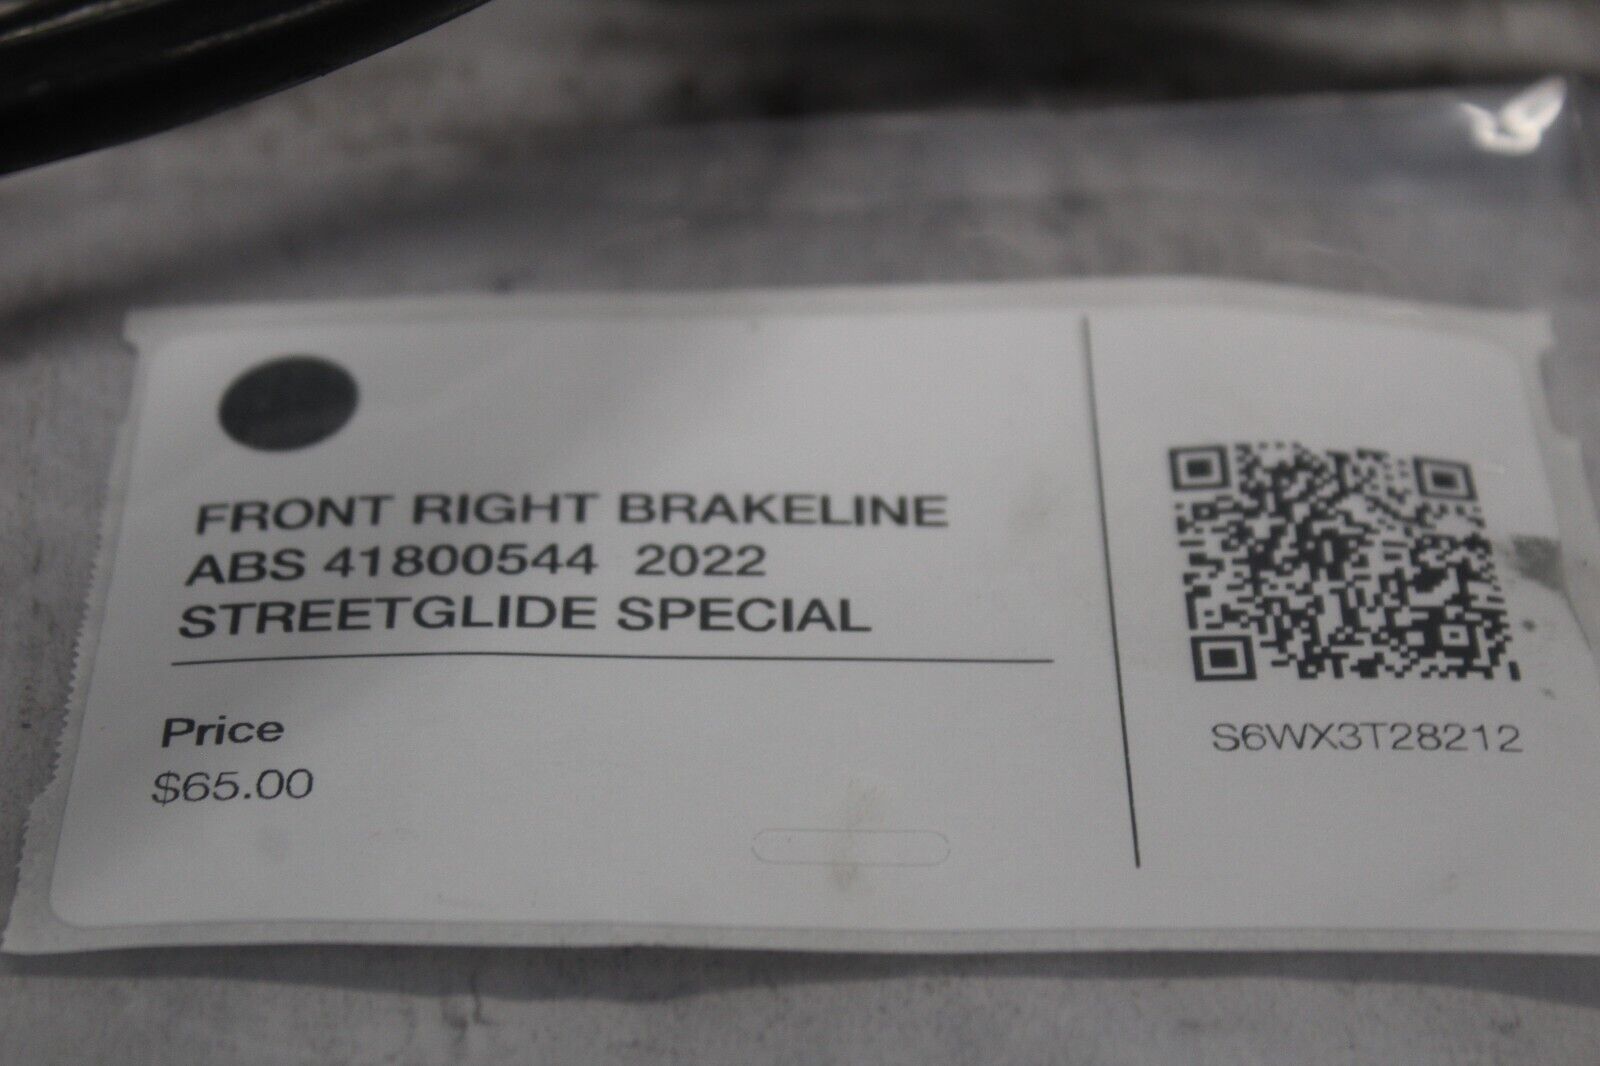 FRONT RIGHT BRAKELINE
ABS 41800544 2022
STREETGLIDE SPECIAL
Price
$65.00
S6WX3T28212